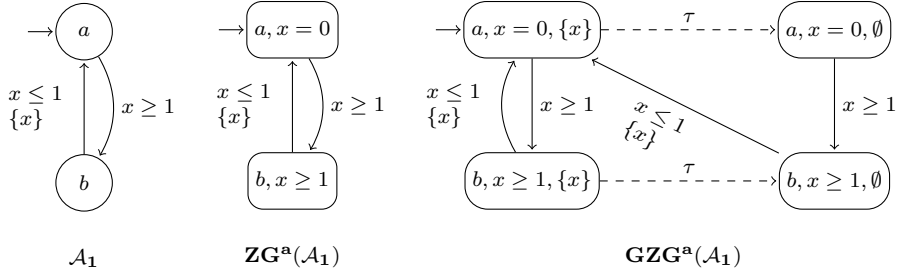 a
x ≤ 1
{x}
x ≥ 1
b
𝒜₁
a, x = 0
x ≤ 1
{x}
x ≥ 1
b, x ≥ 1
ZGᵃ(𝒜₁)
a, x = 0, {x}
τ
a, x = 0, ∅
x ≤ 1
{x}
x ≥ 1
x ≤ 1
{x}
x ≥ 1
b, x ≥ 1, {x}
τ
b, x ≥ 1, ∅
GZGᵃ(𝒜₁)